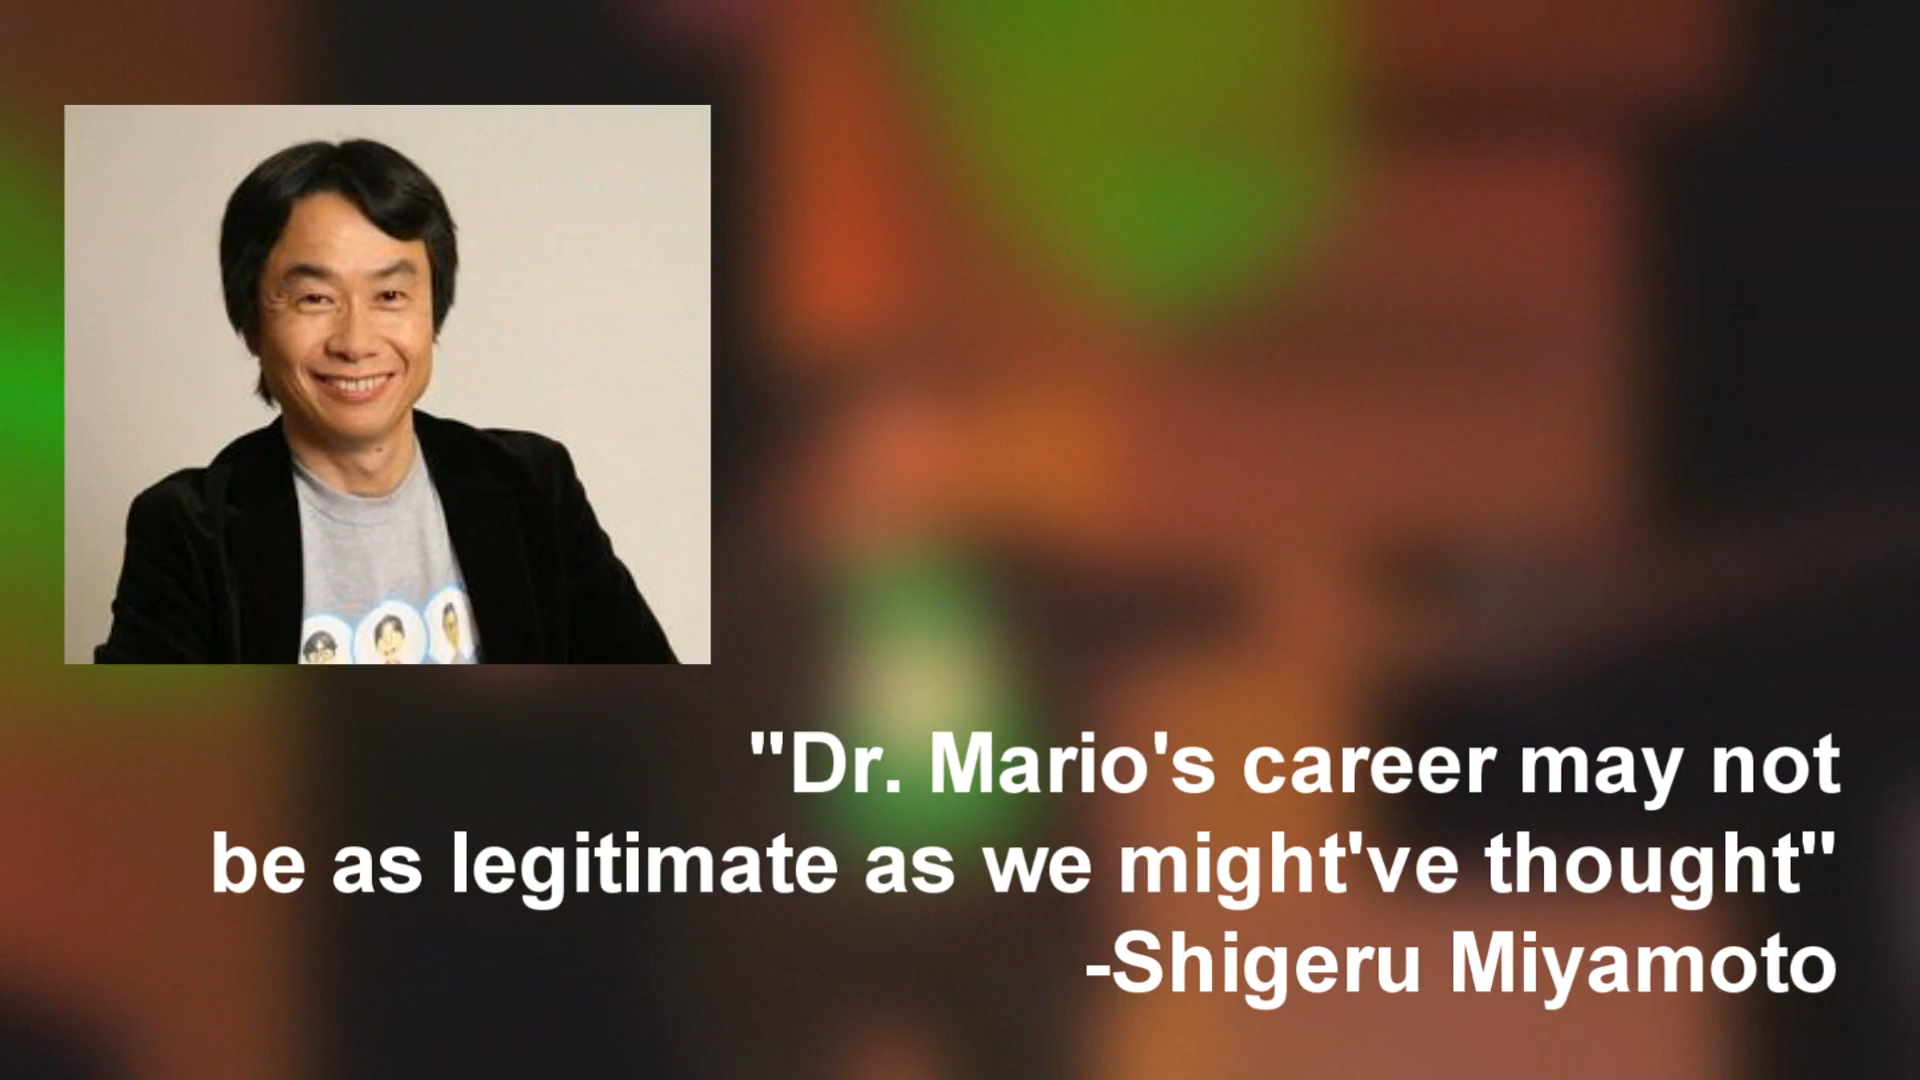 "Dr. Mario's career may not
be as legitimate as we might've thought"
-Shigeru Miyamoto